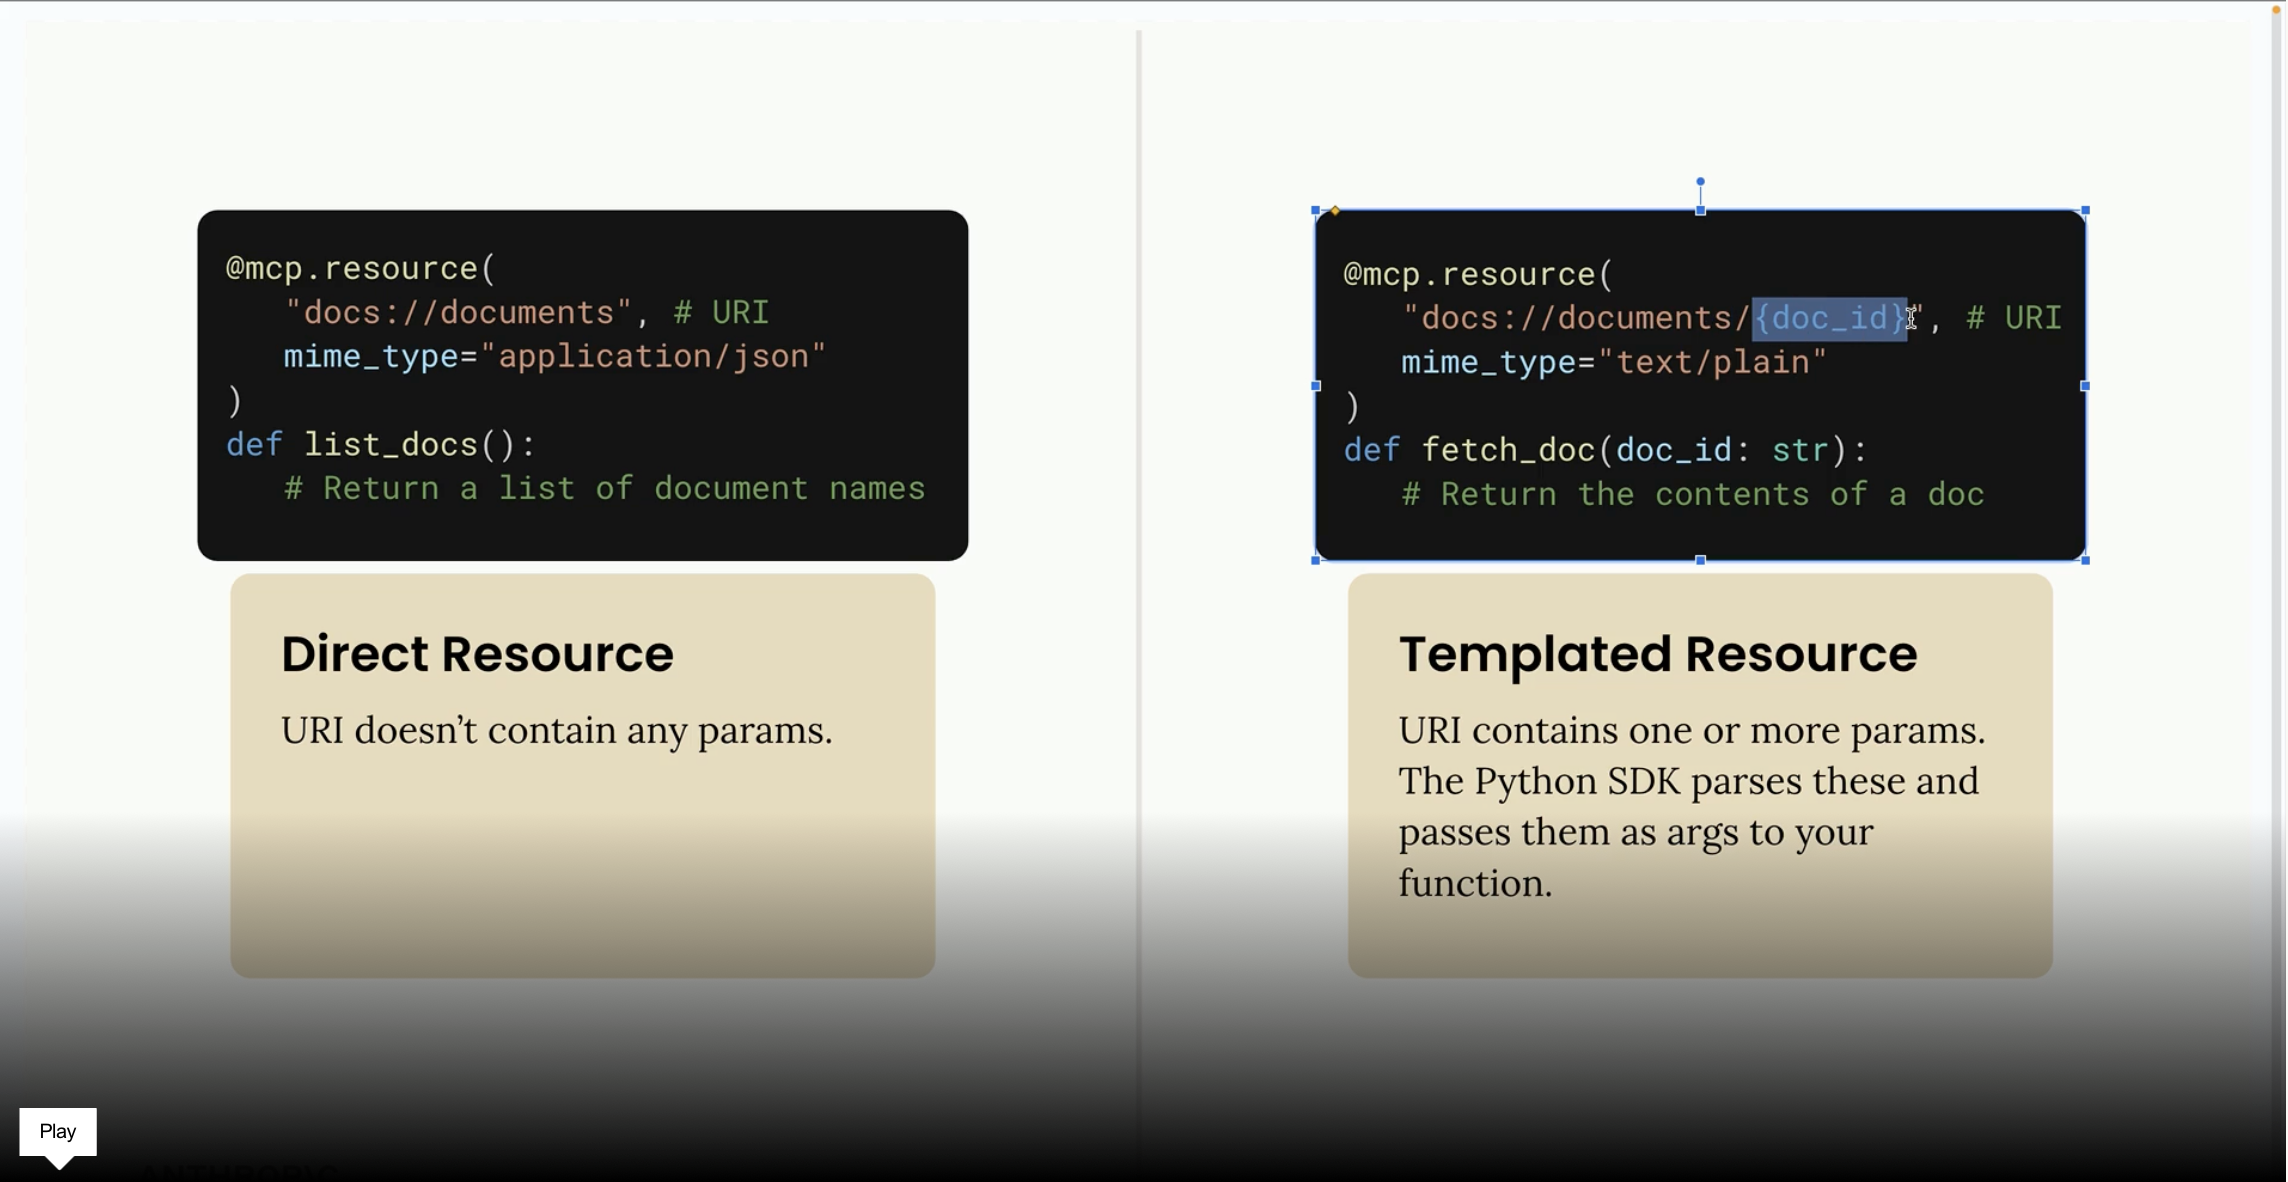 @mcp.resource(
"docs://documents", # URI
mime_type="application/json"
)
def list_docs():
# Return a list of document names
Direct Resource
URI doesn’t contain any params.
@mcp.resource(
"docs://documents/{doc_id}", # URI
mime_type="text/plain"
)
def fetch_doc(doc_id: str):
# Return the contents of a doc
Templated Resource
URI contains one or more params.
The Python SDK parses these and
passes them as args to your
function.
Play